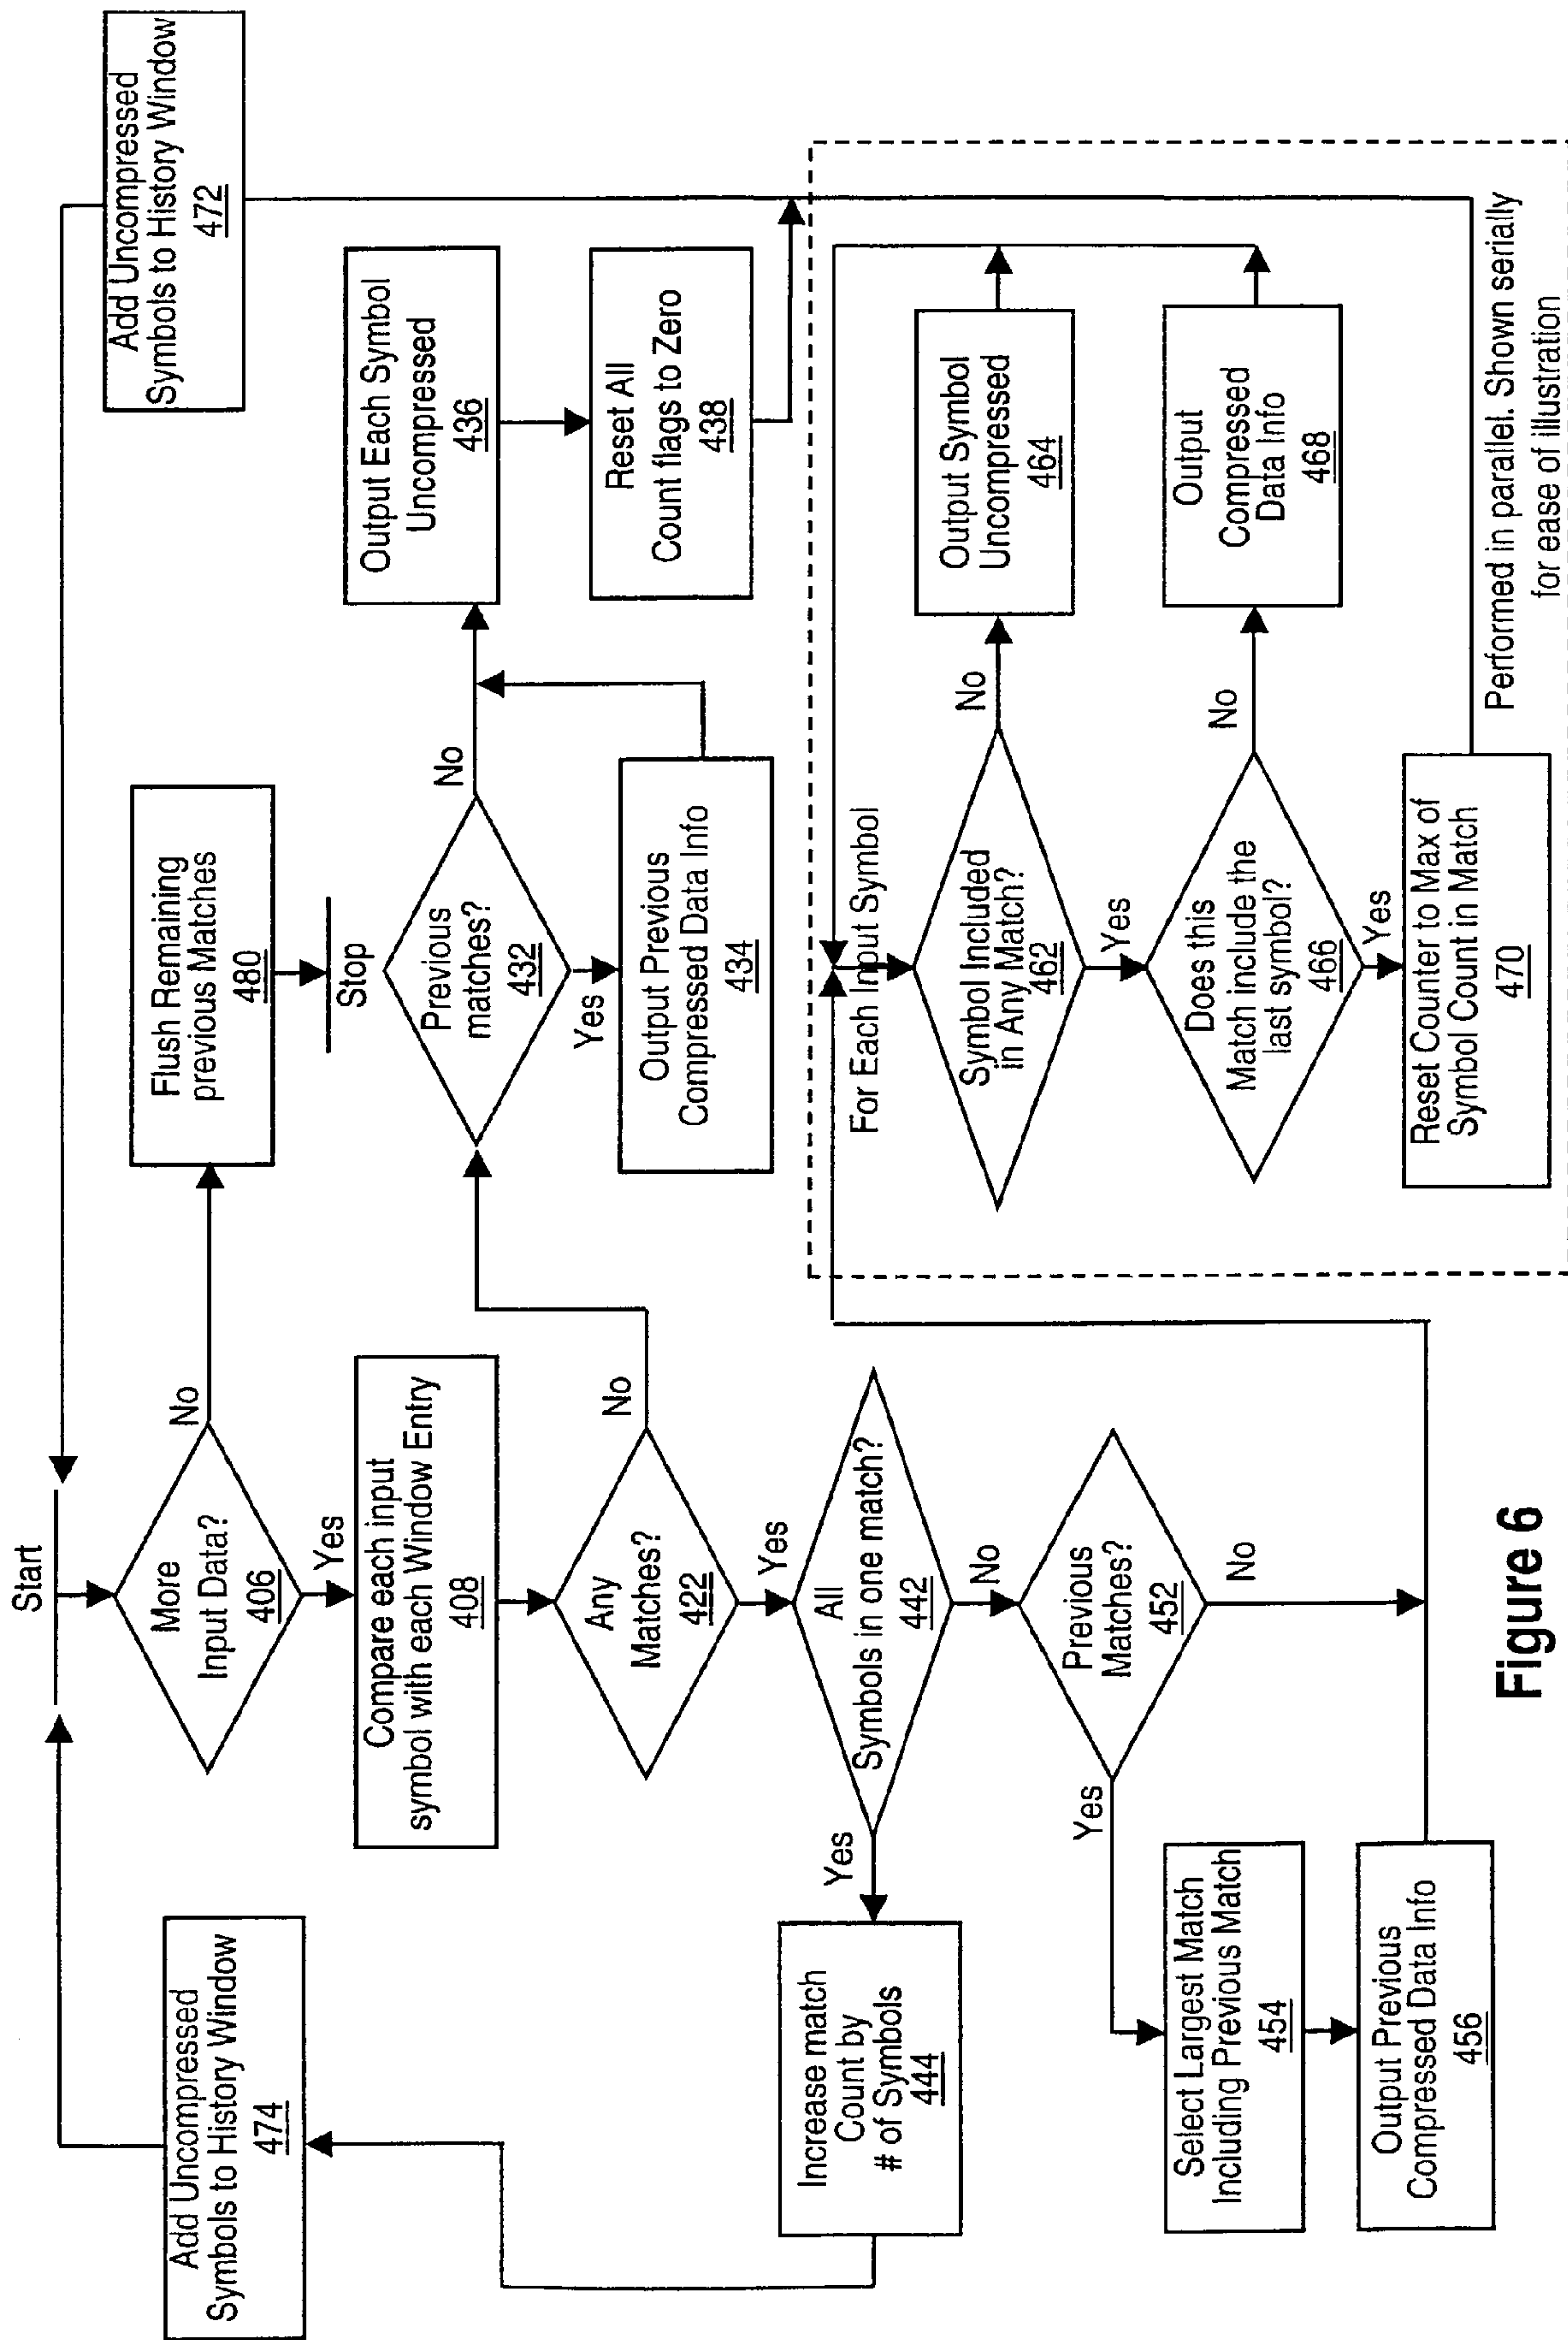 Start
More
Input Data?
406
No
Yes
Flush Remaining
previous Matches
480
Stop
Compare each input
symbol with each Window Entry
408
Any
Matches?
422
No
Yes
Previous
matches?
432
No
Yes
Output Previous
Compressed Data Info
434
Output Each Symbol
Uncompressed
436
Reset All
Count flags to Zero
438
Add Uncompressed
Symbols to History Window
472
Add Uncompressed
Symbols to History Window
474
All
Symbols in one match?
442
Yes
No
Increase match
Count by
# of Symbols
444
Previous
Matches?
452
Yes
No
Select Largest Match
Including Previous Match
454
Output Previous
Compressed Data Info
456
For Each Input Symbol
Symbol Included
in Any Match?
462
No
Yes
Output Symbol
Uncompressed
464
Does this
Match include the
last symbol?
466
No
Yes
Output
Compressed
Data Info
468
Reset Counter to Max of
Symbol Count in Match
470
Performed in parallel. Shown serially
for ease of illustration
Figure 6